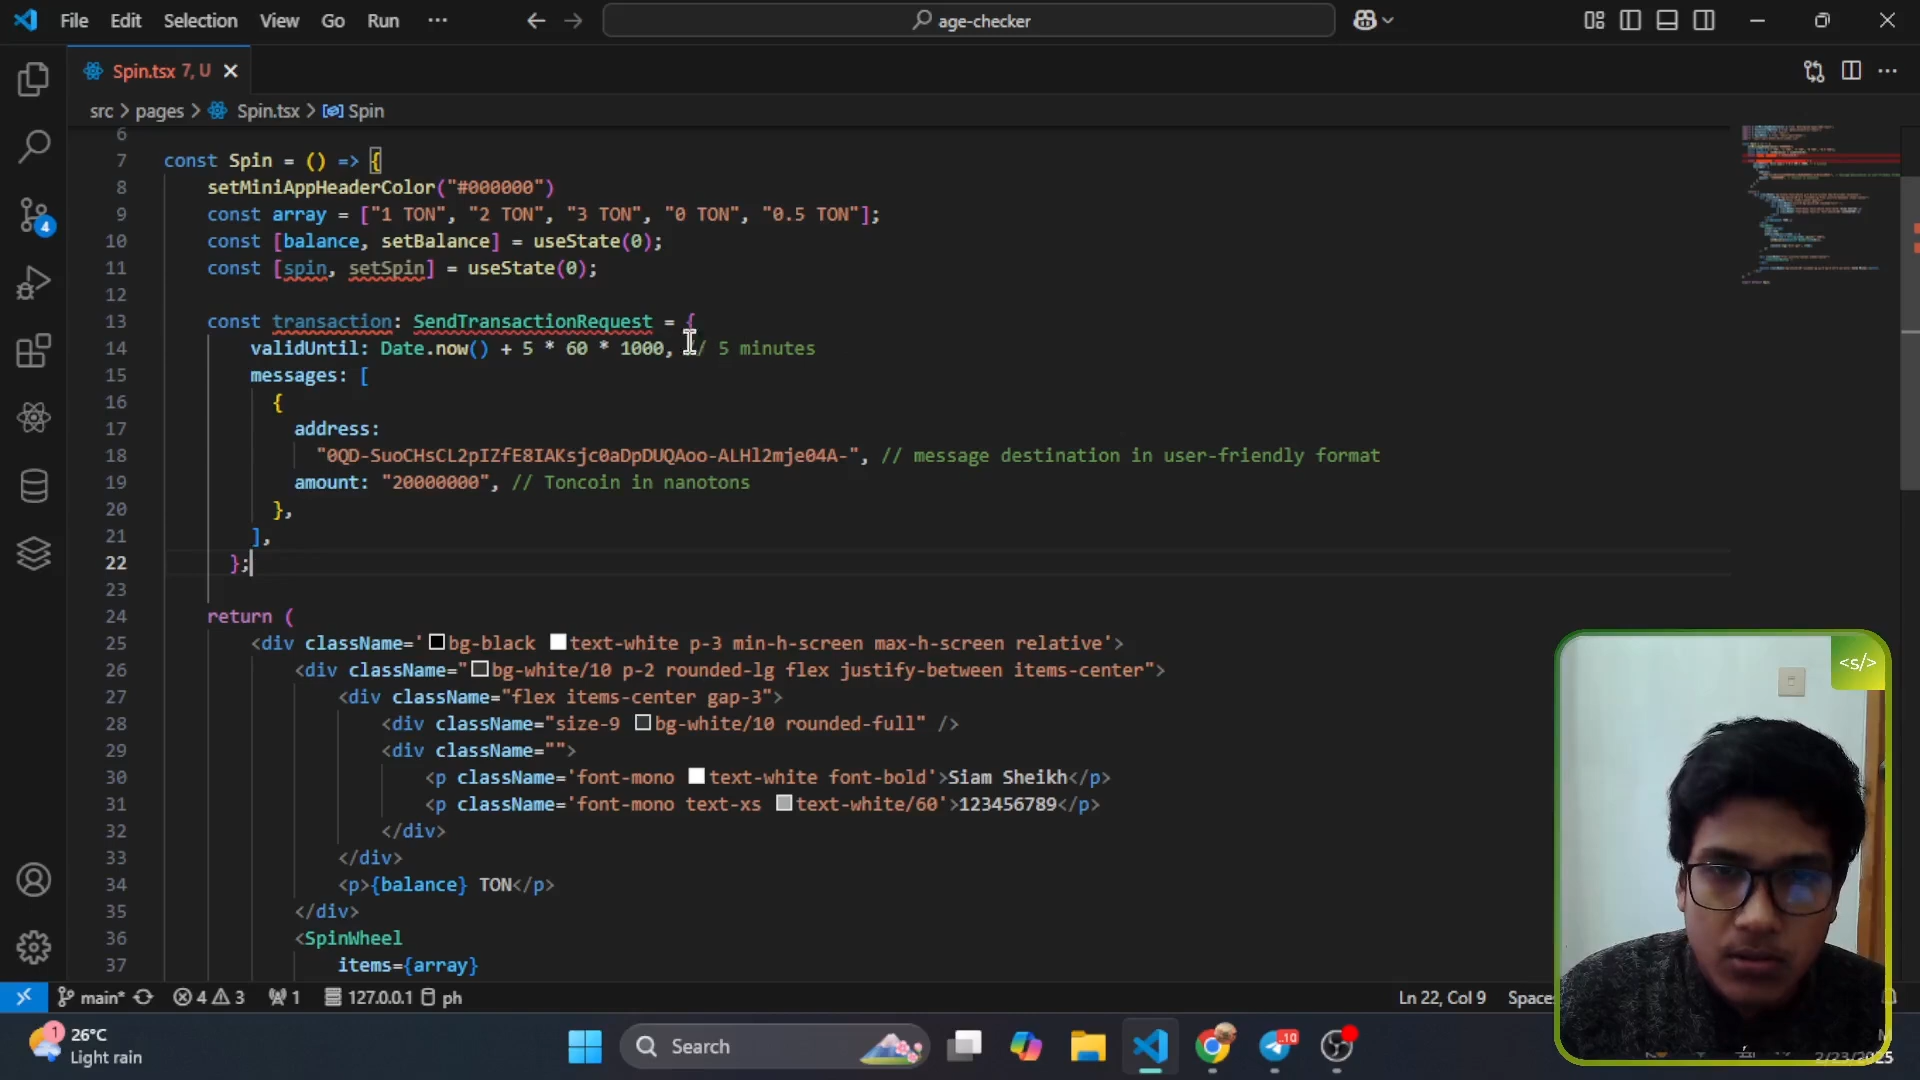 File Edit Selection View Go Run ··· age-checker
Spin.tsx 7, U
src > pages > Spin.tsx > Spin
6
7 const Spin = () => {
8 setMiniAppHeaderColor("#000000")
9 const array = ["1 TON", "2 TON", "3 TON", "0 TON", "0.5 TON"];
10 const [balance, setBalance] = useState(0);
11 const [spin, setSpin] = useState(0);
12
13 const transaction: SendTransactionRequest = {
14 validUntil: Date.now() + 5 * 60 * 1000, // 5 minutes
15 messages: [
16 {
17 address:
18 "0QD-SuoCHsCL2pIZfE8IAKsjc0aDpDUQAoo-ALHl2mje04A-", // message destination in user-friendly format
19 amount: "20000000", // Toncoin in nanotons
20 },
21 ],
22 };
23
24 return (
25 <div className='bg-black text-white p-3 min-h-screen max-h-screen relative'>
26 <div className="bg-white/10 p-2 rounded-lg flex justify-between items-center">
27 <div className="flex items-center gap-3">
28 <div className="size-9 bg-white/10 rounded-full" />
29 <div className="">
30 <p className='font-mono text-white font-bold'>Siam Sheikh</p>
31 <p className='font-mono text-xs text-white/60'>123456789</p>
32 </div>
33 </div>
34 <p>{balance} TON</p>
35 </div>
36 <SpinWheel
37 items={array}
<s/>
4
main* 4 3 1 127.0.0.1 ph Ln 22, Col 9
1 26°C
Light rain
Search
10
2/23/2025